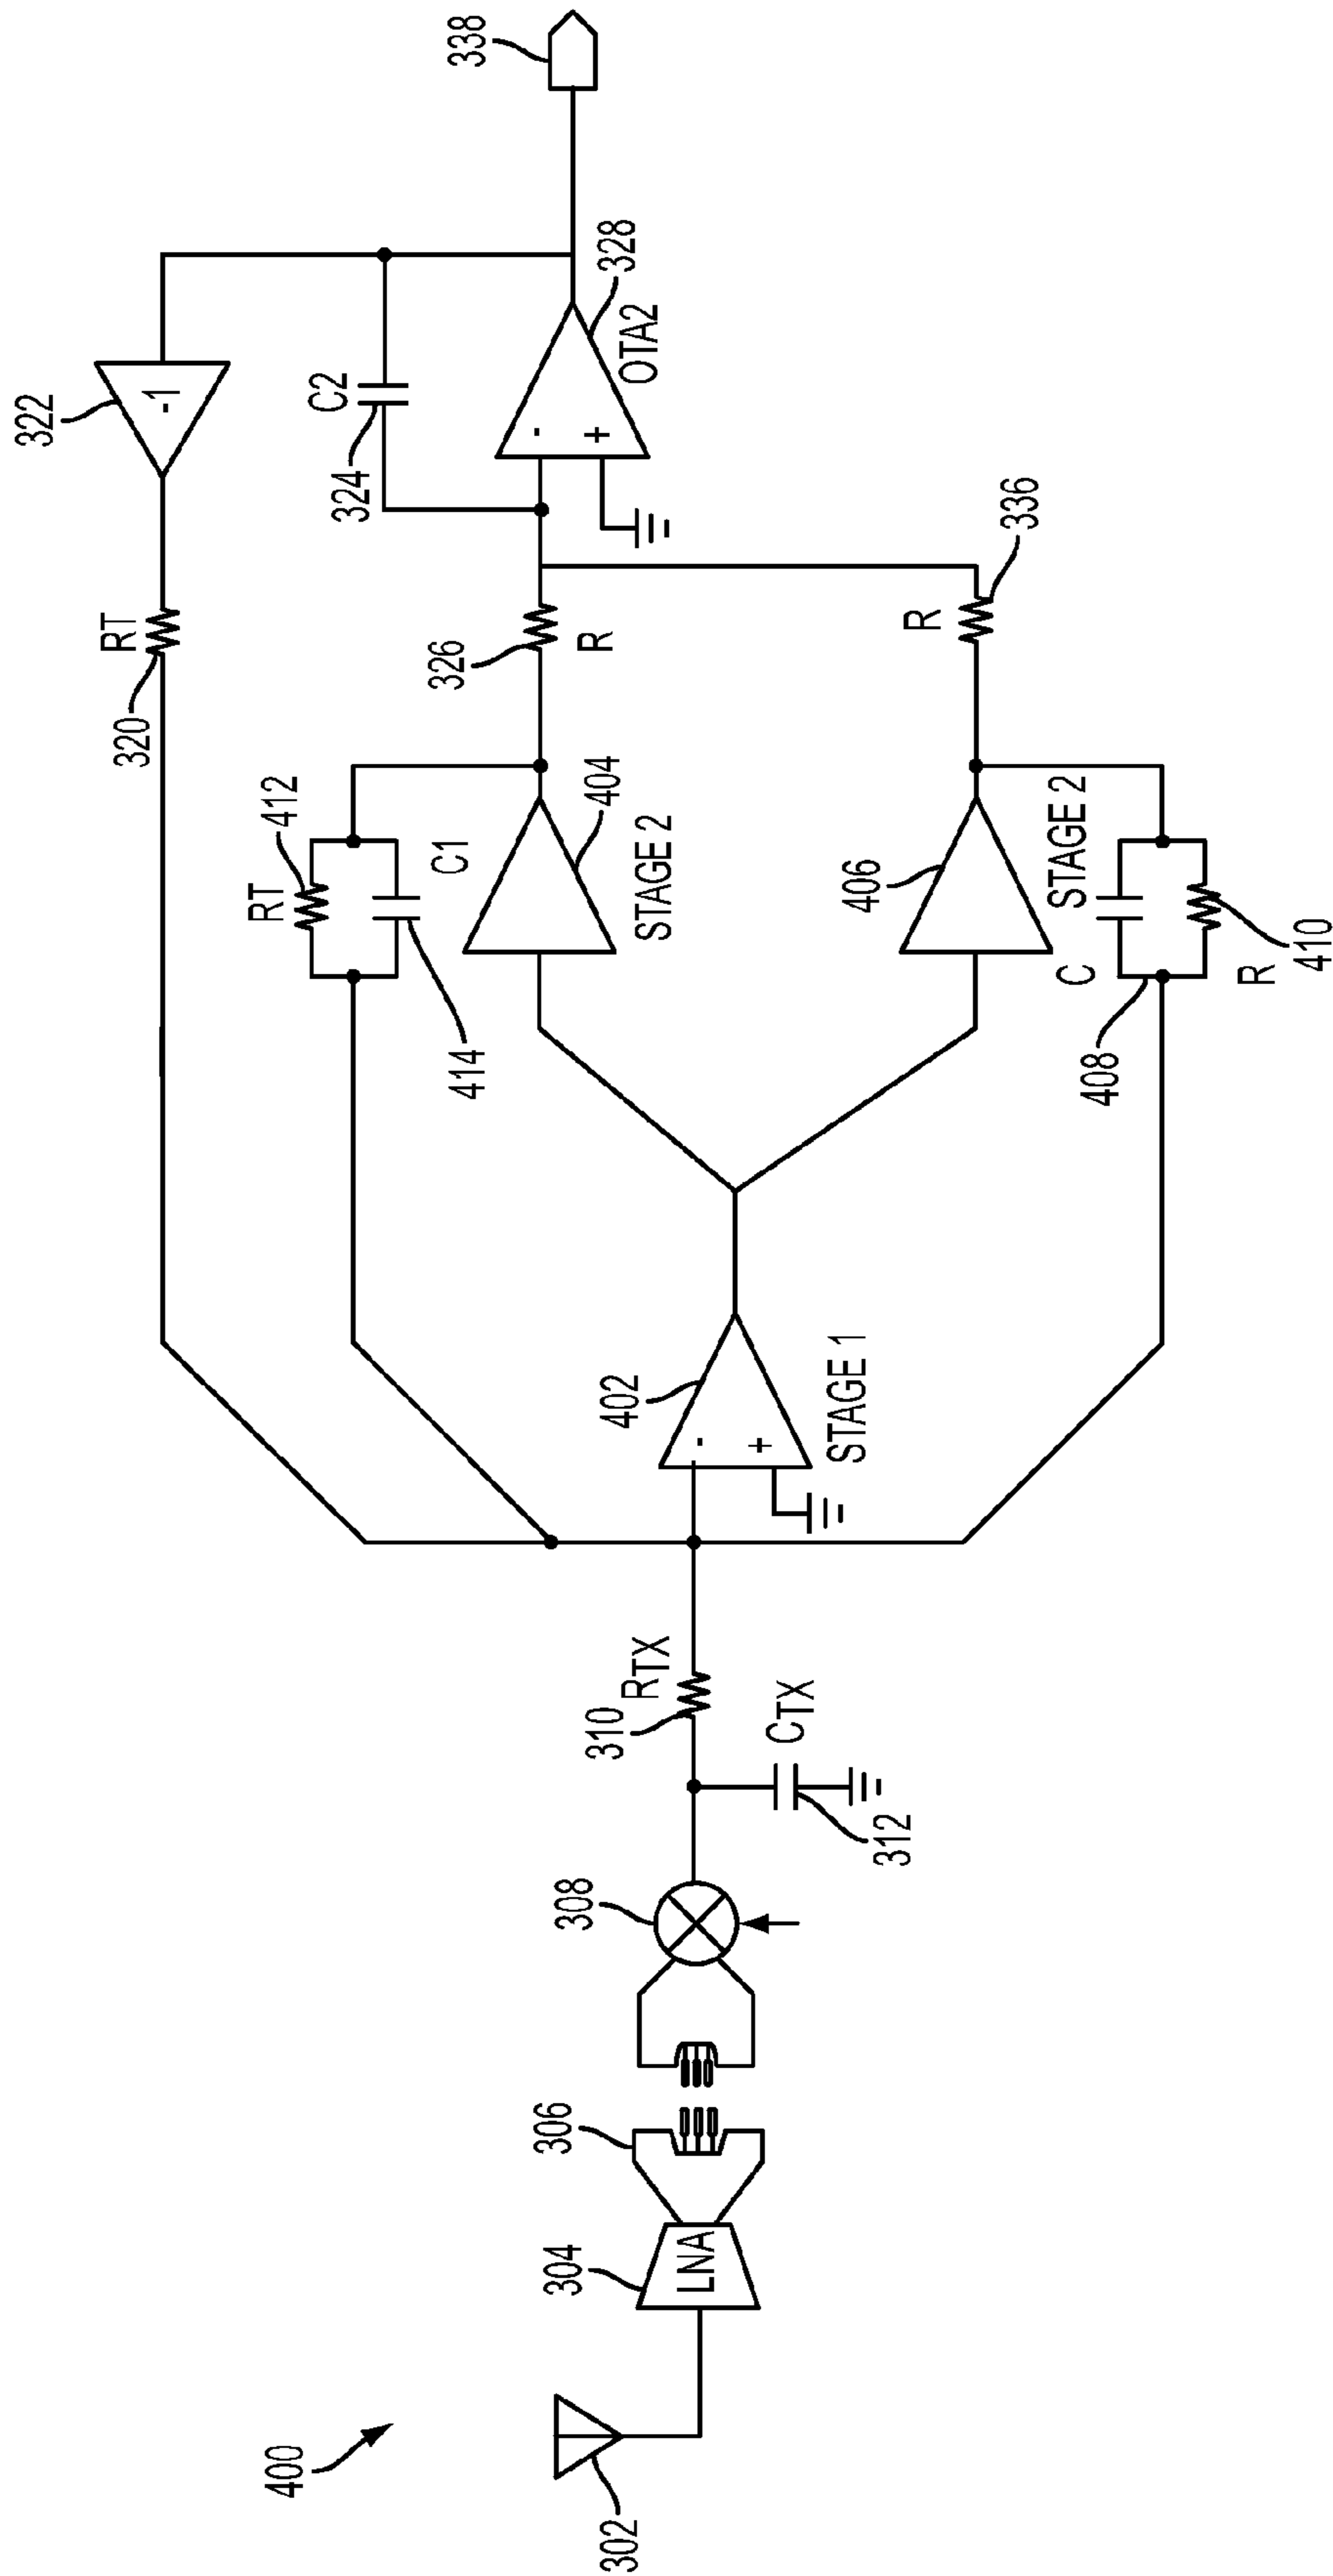 400
302
304
LNA
306
308
310
RTX
CTX
312
402
-
+
STAGE 1
322
-1
RT
320
RT
412
C1
414
404
STAGE 2
406
STAGE 2
C
408
R
410
326
R
R
336
C2
324
-
+
328
OTA2
338